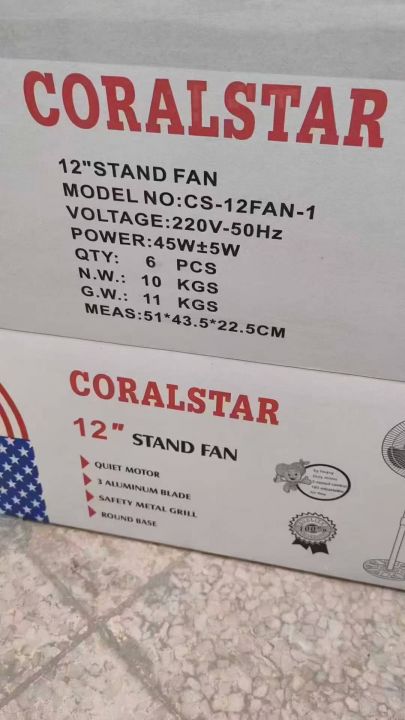 CORALSTAR
12"STAND FAN
MODEL NO:CS-12FAN-1
VOLTAGE:220V-50Hz
POWER:45W±5W
QTY: 6 PCS
N.W.: 10 KGS
G.W.: 11 KGS
MEAS:51*43.5*22.5CM
CORALSTAR
12" STAND FAN
QUIET MOTOR
3 ALUMINUM BLADE
SAFETY METAL GRILL
ROUND BASE
100%